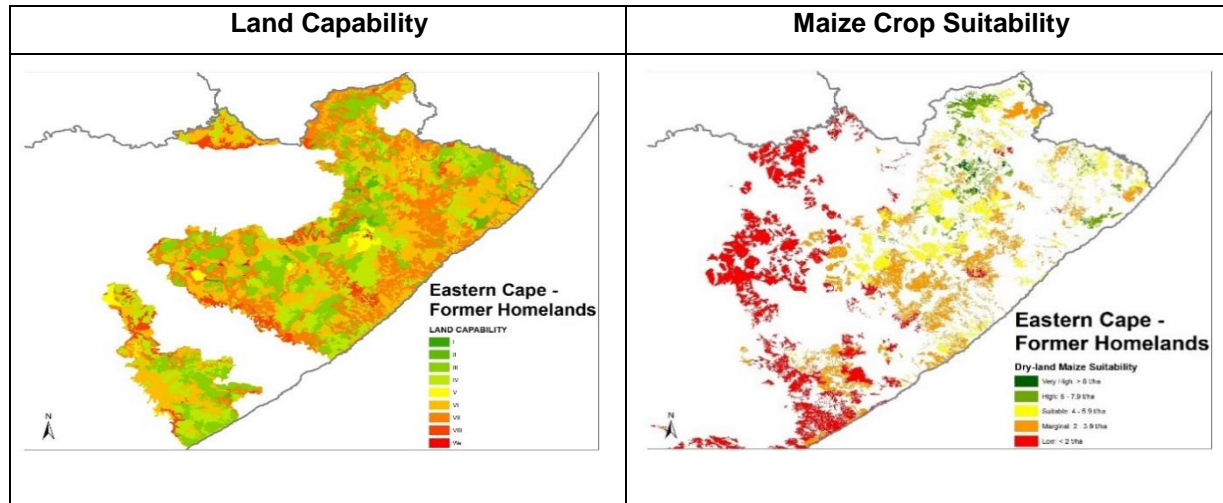 Land Capability
Maize Crop Suitability
Eastern Cape -
Former Homelands
LAND CAPABILITY
I
II
III
IV
V
VI
VII
VIII
N
Eastern Cape -
Former Homelands
Dry-land Maize Suitability
Very High: > 8 t/ha
High: 6 - 7.9 t/ha
Suitable: 4 - 5.9 t/ha
Marginal: 2 - 3.9 t/ha
Low: < 2 t/ha
N